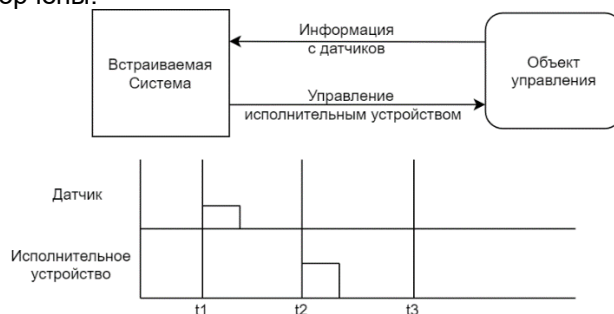 Информация
с датчиков
Встраиваемая
Система
Объект
управления
Управление
исполнительным устройством
Датчик
Исполнительное
устройство
t1 t2 t3